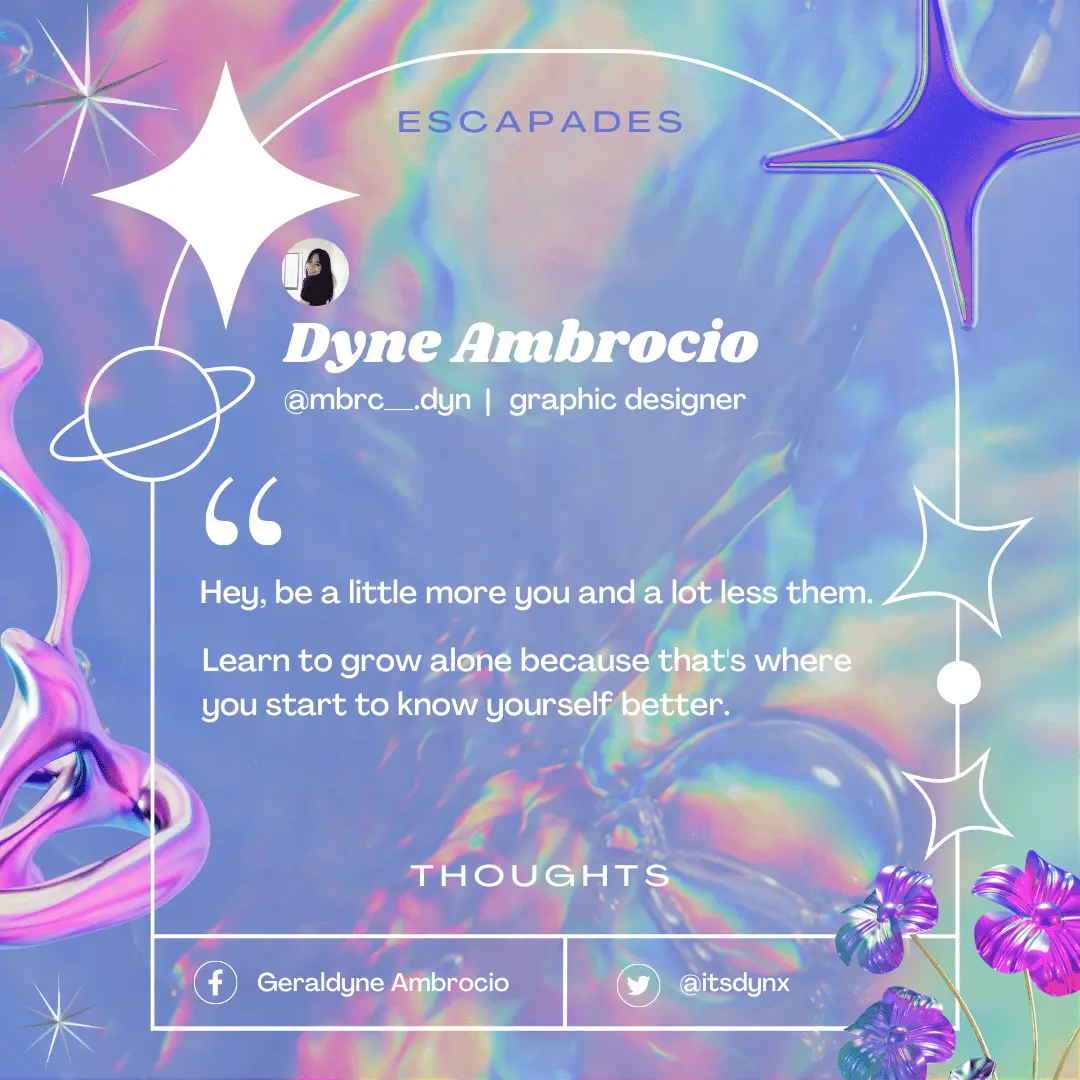 ESCAPADES
Dyne Ambrocio
@mbrc__.dyn | graphic designer
“
Hey, be a little more you and a lot less them.
Learn to grow alone because that's where
you start to know yourself better.
THOUGHTS
Geraldyne Ambrocio
@itsdynx